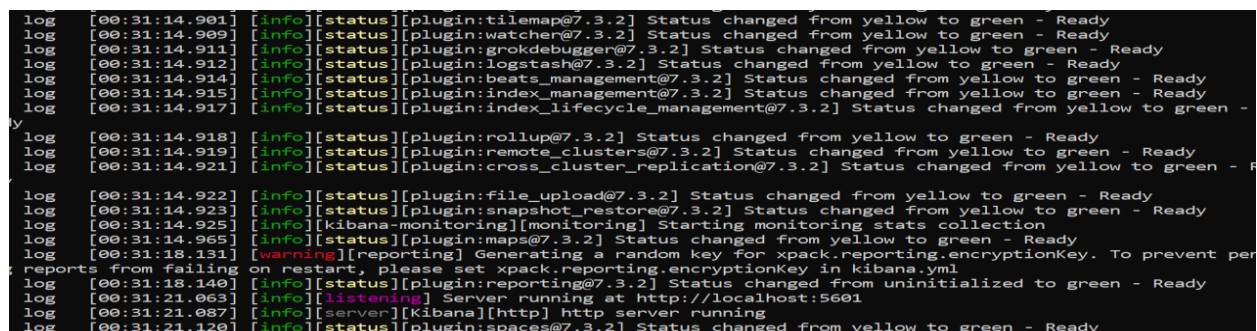 log [00:31:14.901] [info][status][plugin:tilemap@7.3.2] Status changed from yellow to green - Ready
log [00:31:14.909] [info][status][plugin:watcher@7.3.2] Status changed from yellow to green - Ready
log [00:31:14.911] [info][status][plugin:grokdebugger@7.3.2] Status changed from yellow to green - Ready
log [00:31:14.912] [info][status][plugin:logstash@7.3.2] Status changed from yellow to green - Ready
log [00:31:14.914] [info][status][plugin:beats_management@7.3.2] Status changed from yellow to green - Ready
log [00:31:14.915] [info][status][plugin:index_management@7.3.2] Status changed from yellow to green - Ready
log [00:31:14.917] [info][status][plugin:index_lifecycle_management@7.3.2] Status changed from yellow to green -
dy
log [00:31:14.918] [info][status][plugin:rollup@7.3.2] Status changed from yellow to green - Ready
log [00:31:14.919] [info][status][plugin:remote_clusters@7.3.2] Status changed from yellow to green - Ready
log [00:31:14.921] [info][status][plugin:cross_cluster_replication@7.3.2] Status changed from yellow to green - R
log [00:31:14.922] [info][status][plugin:file_upload@7.3.2] Status changed from yellow to green - Ready
log [00:31:14.923] [info][status][plugin:snapshot_restore@7.3.2] Status changed from yellow to green - Ready
log [00:31:14.925] [info][kibana-monitoring][monitoring] Starting monitoring stats collection
log [00:31:14.965] [info][status][plugin:maps@7.3.2] Status changed from yellow to green - Ready
log [00:31:18.131] [warning][reporting] Generating a random key for xpack.reporting.encryptionKey. To prevent pen
g reports from failing on restart, please set xpack.reporting.encryptionKey in kibana.yml
log [00:31:18.140] [info][status][plugin:reporting@7.3.2] Status changed from uninitialized to green - Ready
log [00:31:21.063] [info][listening] Server running at http://localhost:5601
log [00:31:21.087] [info][server][Kibana][http] http server running
log [00:31:21.120] [info][status][plugin:spaces@7.3.2] Status changed from yellow to green - Ready